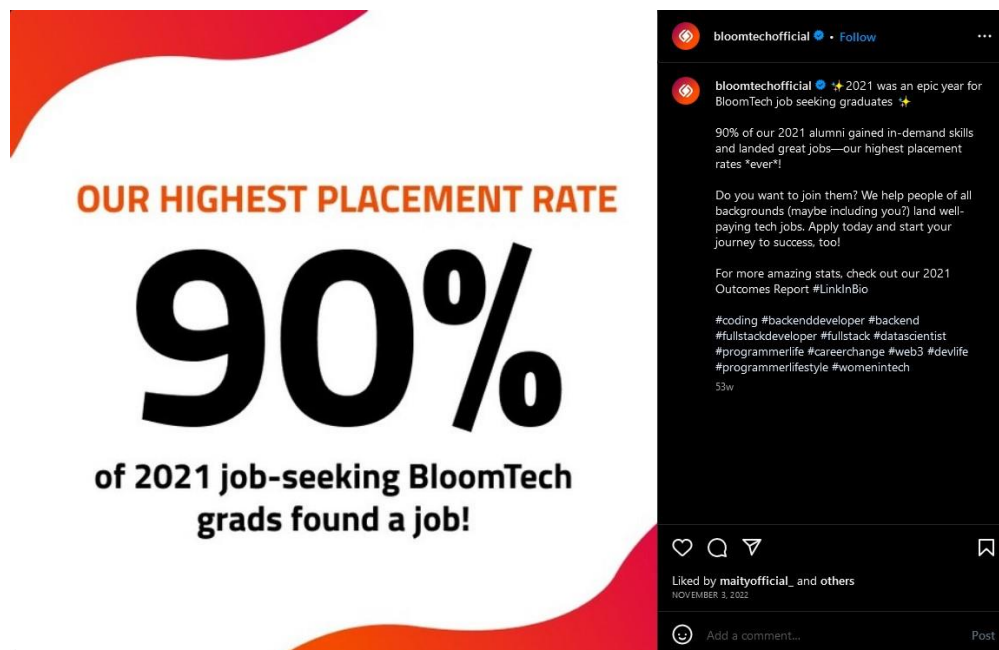 OUR HIGHEST PLACEMENT RATE
90%
of 2021 job-seeking BloomTech
grads found a job!
bloomtechofficial • Follow
bloomtechofficial ✨2021 was an epic year for
BloomTech job seeking graduates ✨
90% of our 2021 alumni gained in-demand skills
and landed great jobs—our highest placement
rates *ever*!
Do you want to join them? We help people of all
backgrounds (maybe including you?) land well-
paying tech jobs. Apply today and start your
journey to success, too!
For more amazing stats, check out our 2021
Outcomes Report #LinkInBio
#coding #backenddeveloper #backend
#fullstackdeveloper #fullstack #datascientist
#programmerlife #careerchange #web3 #devlife
#programmerlifestyle #womenintech
53w
Liked by maityofficial_ and others
NOVEMBER 3, 2022
Add a comment...
Post